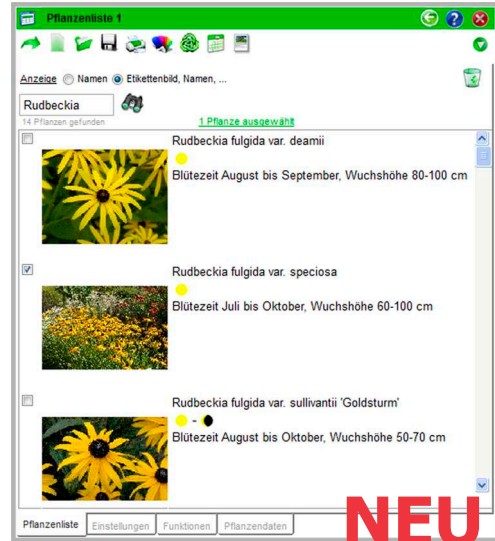 Pflanzenliste 1
Anzeige Namen Etikettenbild, Namen, ...
Rudbeckia
14 Pflanzen gefunden 1 Pflanze ausgewählt
Rudbeckia fulgida var. deamii
Blütezeit August bis September, Wuchshöhe 80-100 cm
Rudbeckia fulgida var. speciosa
Blütezeit Juli bis Oktober, Wuchshöhe 60-100 cm
Rudbeckia fulgida var. sullivantii 'Goldsturm'
-
Blütezeit August bis Oktober, Wuchshöhe 50-70 cm
Pflanzenliste Einstellungen Funktionen Pflanzendaten
NEU